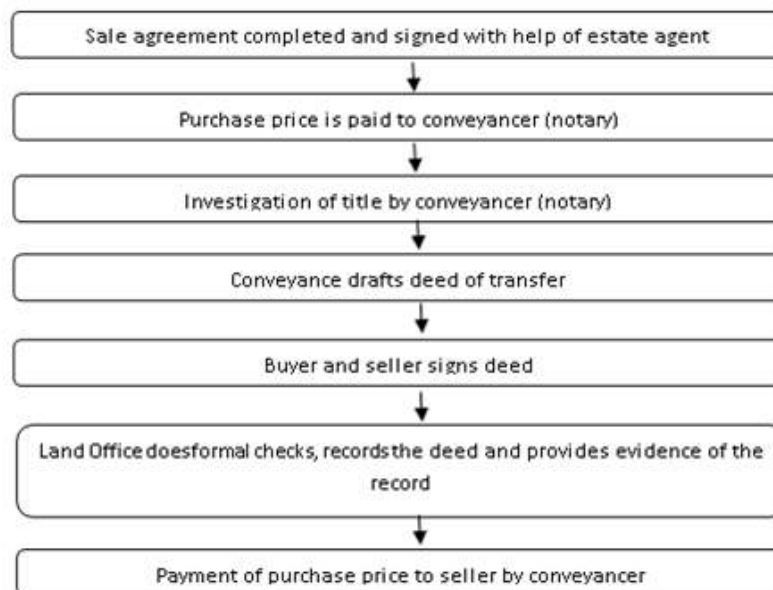 Sale agreement completed and signed with help of estate agent
Purchase price is paid to conveyancer (notary)
Investigation of title by conveyancer (notary)
Conveyance drafts deed of transfer
Buyer and seller signs deed
Land Office doesformal checks, recordsthe deed and provides evidence of the
record
Payment of purchase price to seller by conveyancer